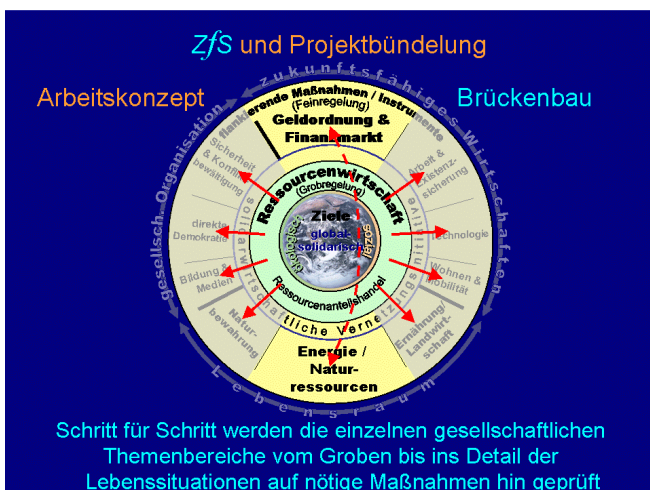 ZfS und Projektbündelung
Arbeitskonzept
Brückenbau
zukunftsfähiges Wirtschaften
gesellsch. Organisation
Lebensraum
flankierende Maßnahmen / Instrumente
(Feinregelung)
Geldordnung &
Finanzmarkt
Sicherheit
& Konflikt-
bewältigung
direkte
Demokratie
Bildung &
Medien
Natur-
bewahrung
Arbeit &
Existenz-
sicherung
Technologie
Wohnen &
Mobilität
Ernährung/
Landwirt-
schaft
solidarwirtschaftliche Vernetzungsinitiative
Ressourcenwirtschaft
(Grobregelung)
Ziele
global-
solidarisch
ökologisch
sozial
Ressourcenanteilshandel
Energie /
Natur-
ressourcen
Schritt für Schritt werden die einzelnen gesellschaftlichen
Themenbereiche vom Groben bis ins Detail der
Lebenssituationen auf nötige Maßnahmen hin geprüft